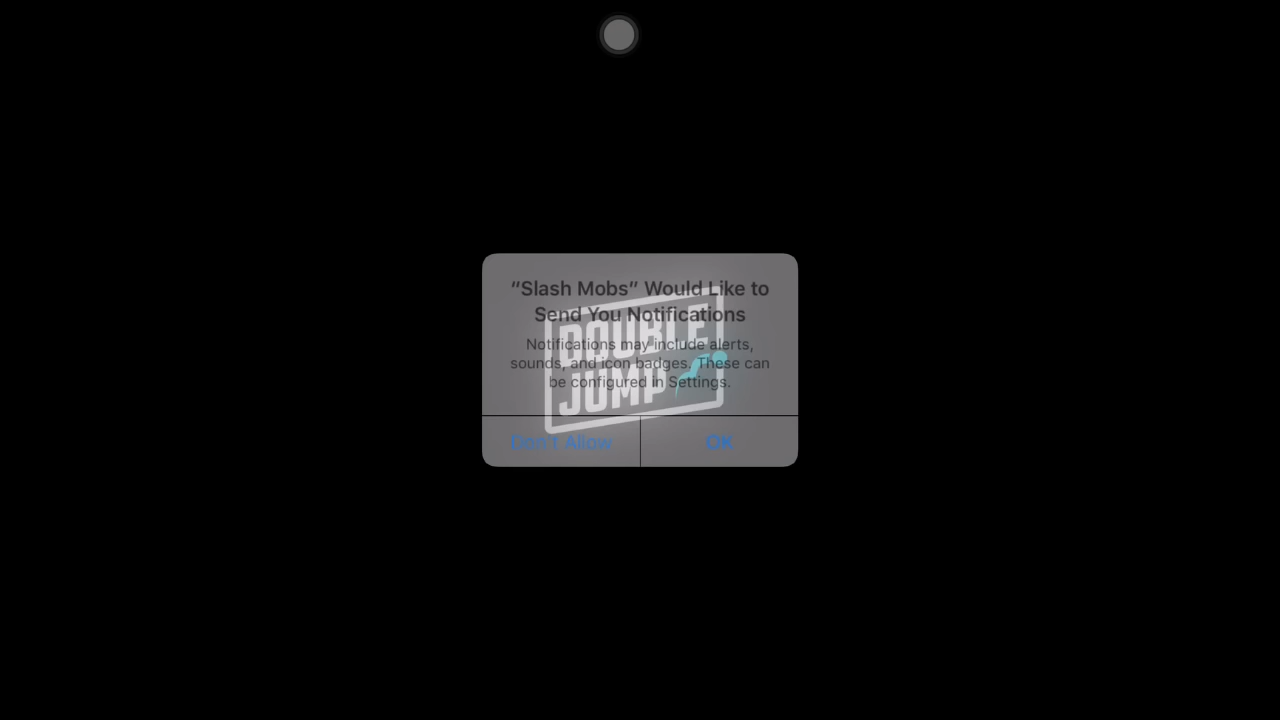 “Slash Mobs” Would Like to
Send You Notifications
DOUBLE
JUMP
Notifications may include alerts,
sounds, and icon badges. These can
be configured in Settings.
Don't Allow
OK